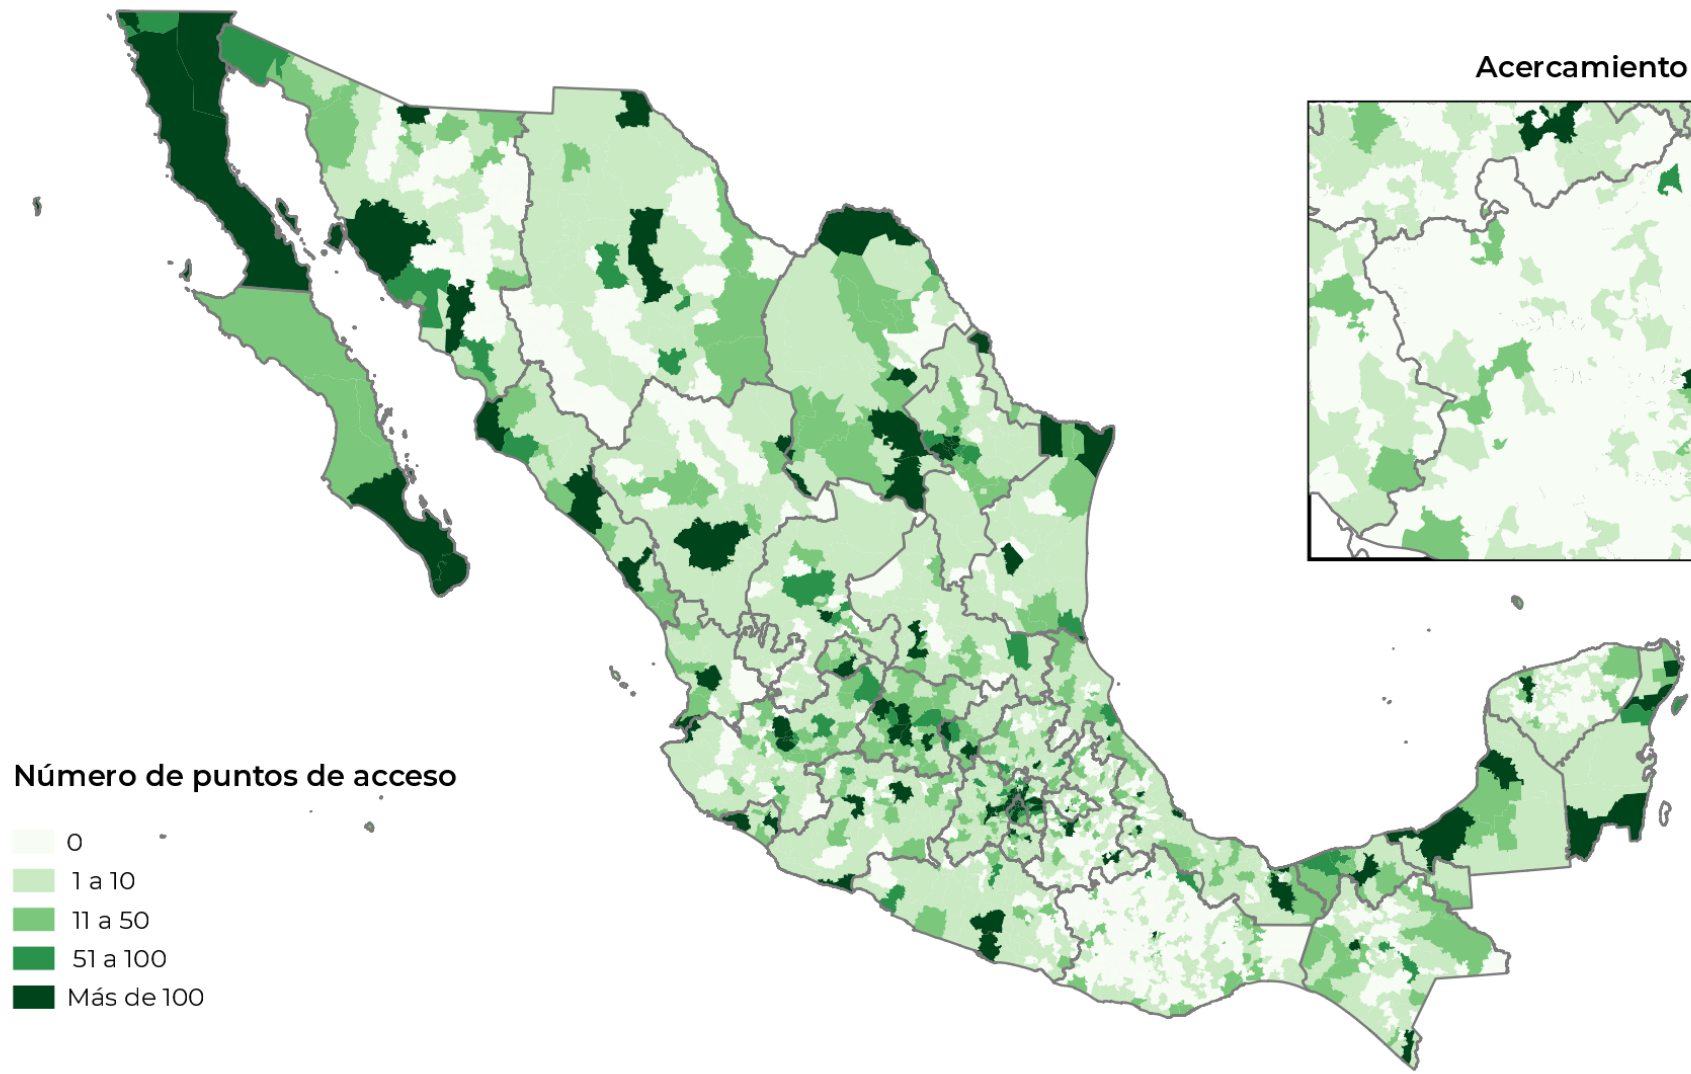 Acercamiento
Número de puntos de acceso
0
1 a 10
11 a 50
51 a 100
Más de 100